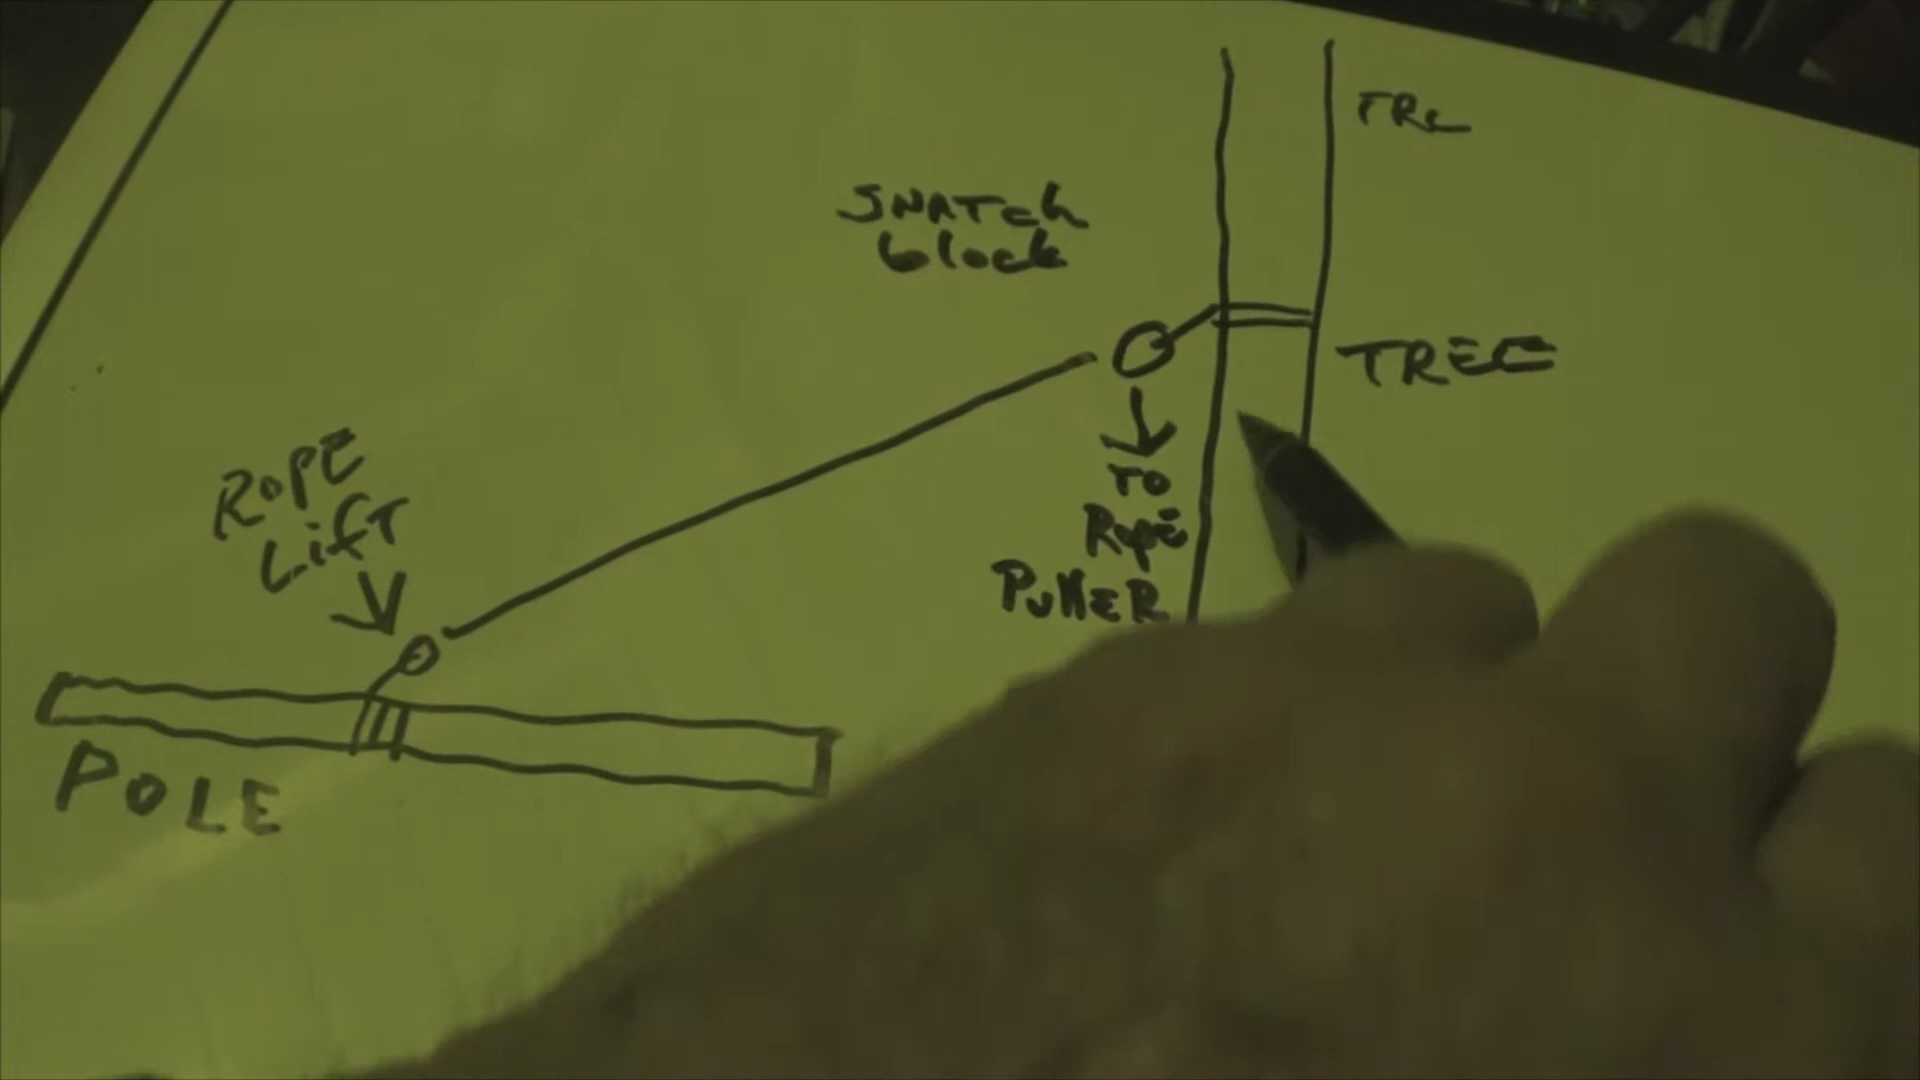 TRE
SNATch
block
TREE
ROPE
Lift
TO
Rope
PullER
POLE